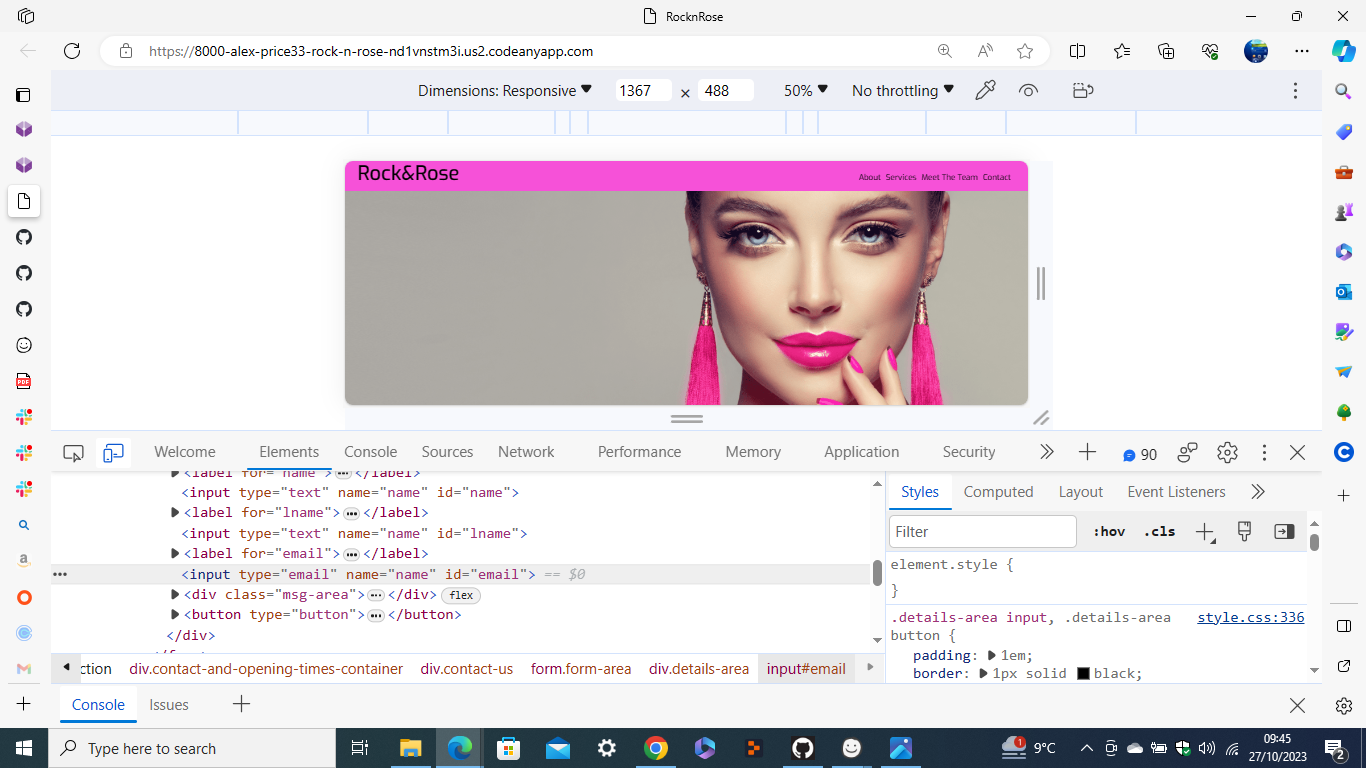 RocknRose
https://8000-alex-price33-rock-n-rose-nd1vnstm3i.us2.codeanyapp.com
Dimensions: Responsive 1367 × 488 50% No throttling
Rock&Rose
About Services Meet The Team Contact
Welcome Elements Console Sources Network Performance Memory Application Security 90
<label for="name">…</label>
<input type="text" name="name" id="name">
<label for="lname">…</label>
<input type="text" name="name" id="lname">
<label for="email">…</label>
<input type="email" name="name" id="email"> == $0
<div class="msg-area">…</div> flex
<button type="button">…</button>
</div>
ction div.contact-and-opening-times-container div.contact-us form.form-area div.details-area input#email
Styles Computed Layout Event Listeners
Filter :hov .cls
element.style {
}
.details-area input, .details-area style.css:336
button {
padding: 1em;
border: 1px solid black;
Console Issues
Type here to search
1 9°C
09:45
27/10/2023
2
PDF